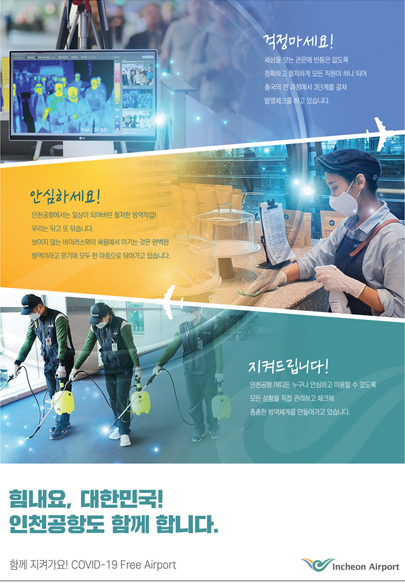 걱정마세요!
세상을 잇는 관문에 빈틈은 없도록
정확하고 철저하게 모든 직원이 하나 되어
출국의 전 과정에서 3단계를 걸쳐
발열체크를 하고 있습니다.
안심하세요!
인천공항에서는 일상이 되어버린 철저한 방역작업!
우리는 닦고 또 닦습니다.
보이지 않는 바이러스와의 싸움에서 이기는 것은 완벽한
방역이라고 믿기에 모두 한 마음으로 닦아가고 있습니다.
지켜드립니다!
인천공항 어디든 누구나 안심하고 이용할 수 있도록
모든 상황을 직접 관리하고 체크해
촘촘한 방역체계를 만들어가고 있습니다.
힘내요, 대한민국!
인천공항도 함께 합니다.
함께 지켜가요! COVID-19 Free Airport
Incheon Airport